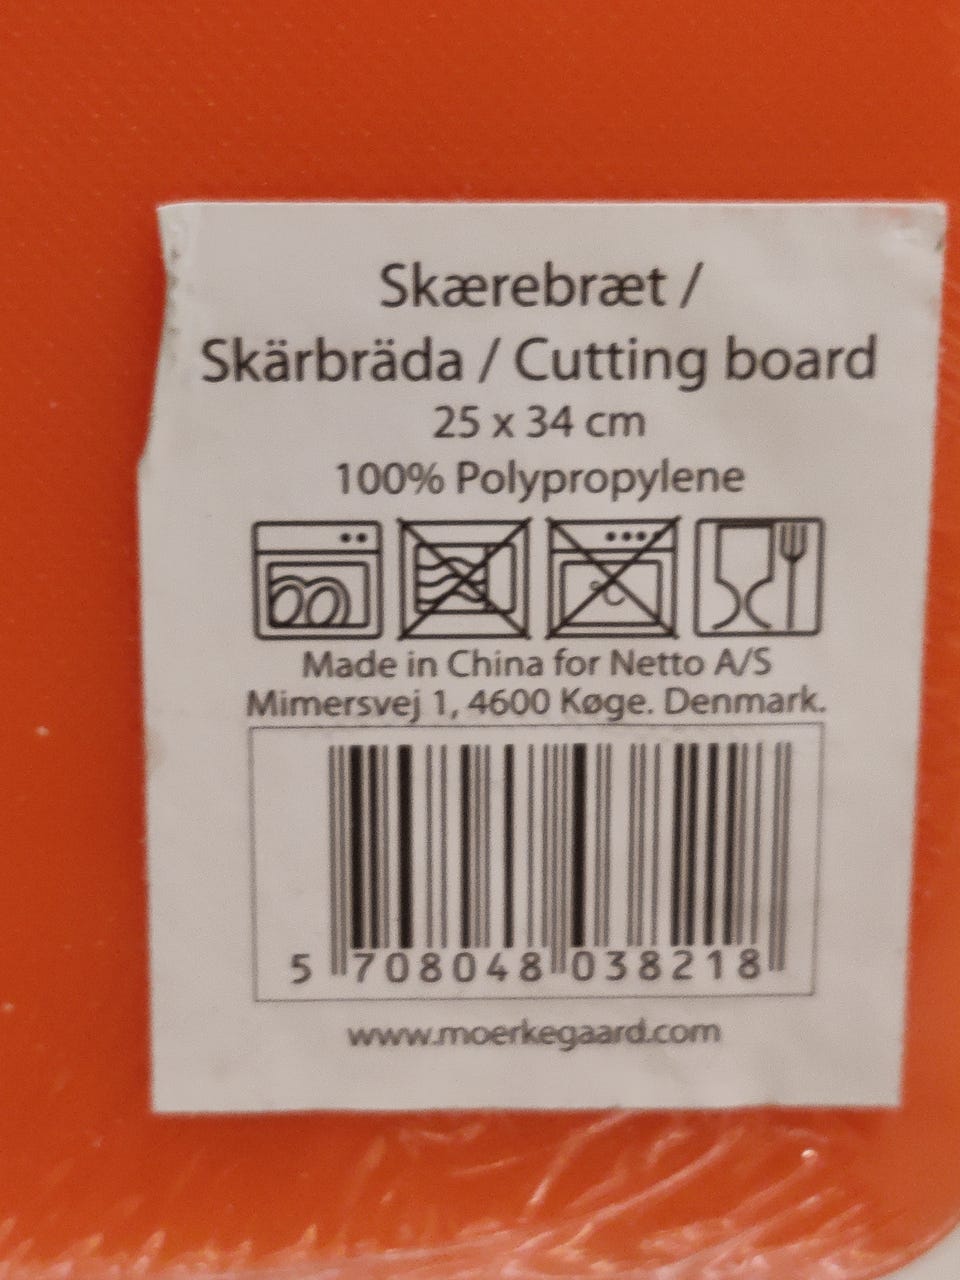 Skærebræt /
Skärbräda / Cutting board
25 x 34 cm
100% Polypropylene
Made in China for Netto A/S
Mimersvej 1, 4600 Køge. Denmark.
5 708048 038218
www.moerkegaard.com